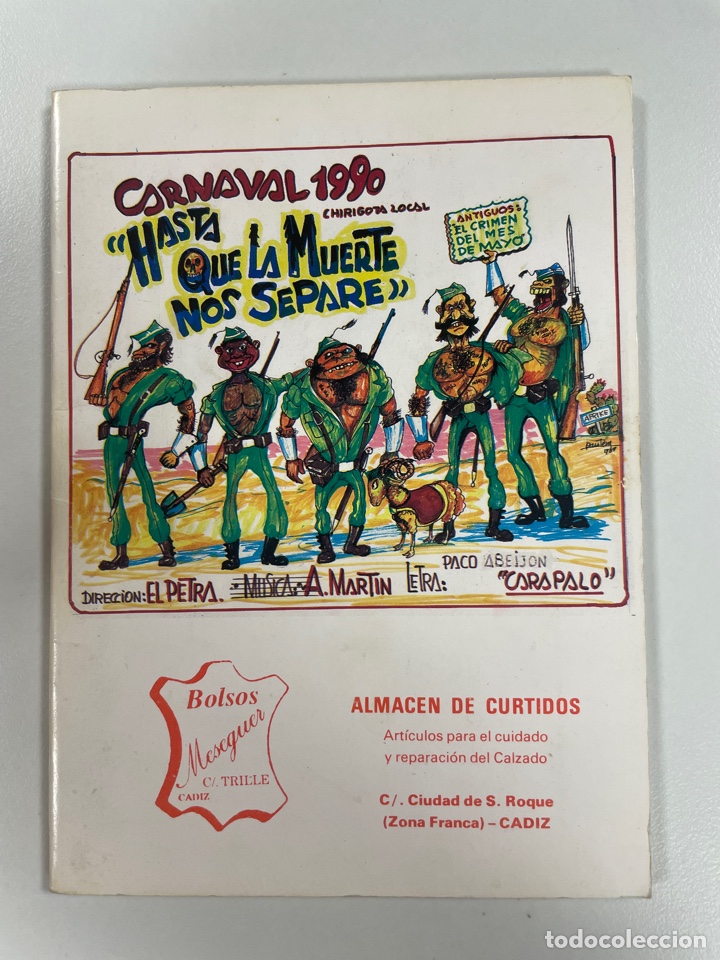 CARNAVAL 1990
CHIRIGOTA LOCAL
"HASTA
QUE LA MUERTE
NOS SEPARE"
ANTIGUOS:
EL CRIMEN
DEL MES
DE MAYO
AFRIKE
DIRECCION: EL PETRA. MUSICA A. MARTIN LETRA: PACO ABEIJON
"CARAPALO"
Bolsos
Meseguer
C/. TRILLE
CADIZ
ALMACEN DE CURTIDOS
Artículos para el cuidado
y reparación del Calzado
C/. Ciudad de S. Roque
(Zona Franca) – CADIZ
todocoleccion